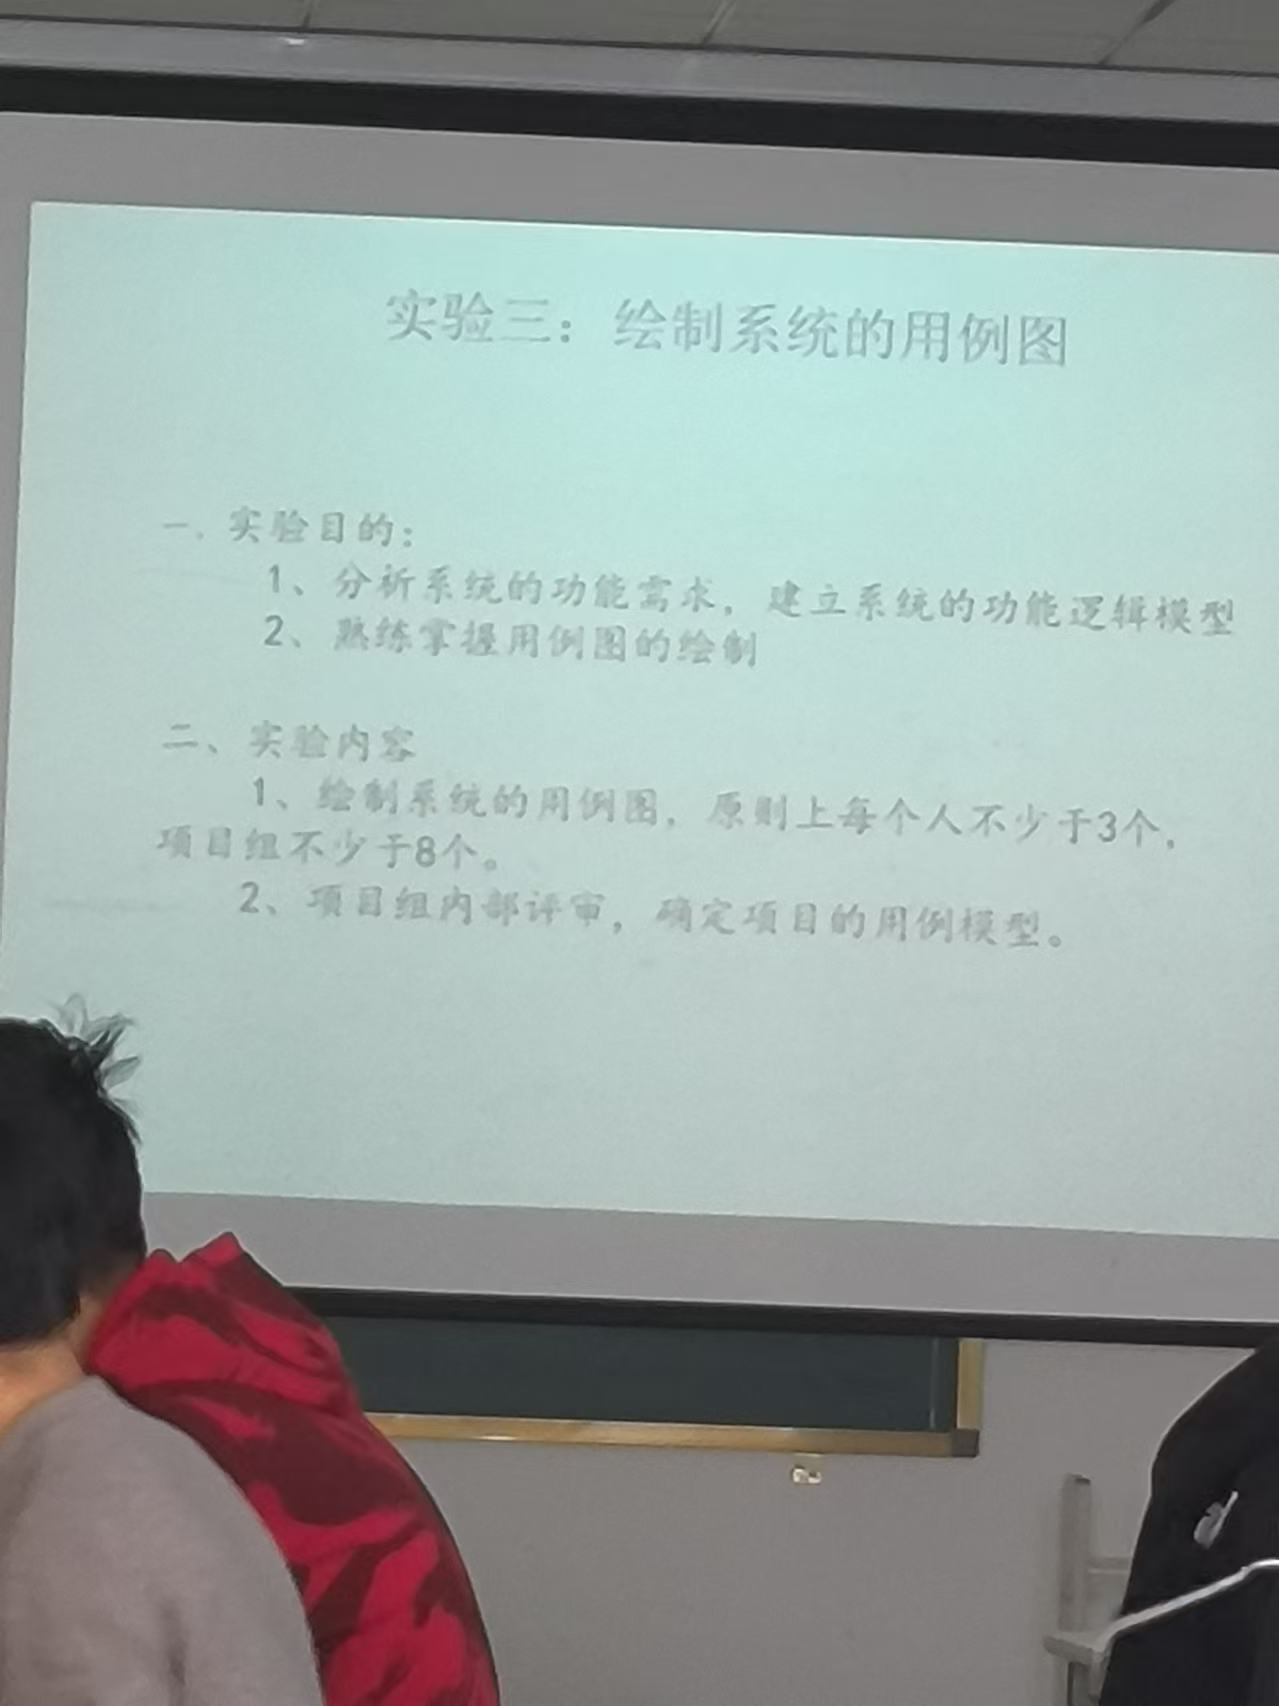 实验三：绘制系统的用例图
一、实验目的：
1、分析系统的功能需求，建立系统的功能逻辑模型
2、熟练掌握用例图的绘制
二、实验内容
1、绘制系统的用例图，原则上每个人不少于3个，
项目组不少于8个。
2、项目组内部评审，确定项目的用例模型。